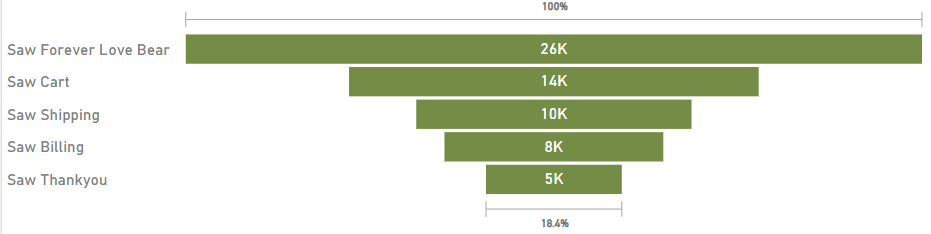 100%
Saw Forever Love Bear 26K
Saw Cart 14K
Saw Shipping 10K
Saw Billing 8K
Saw Thankyou 5K
18.4%